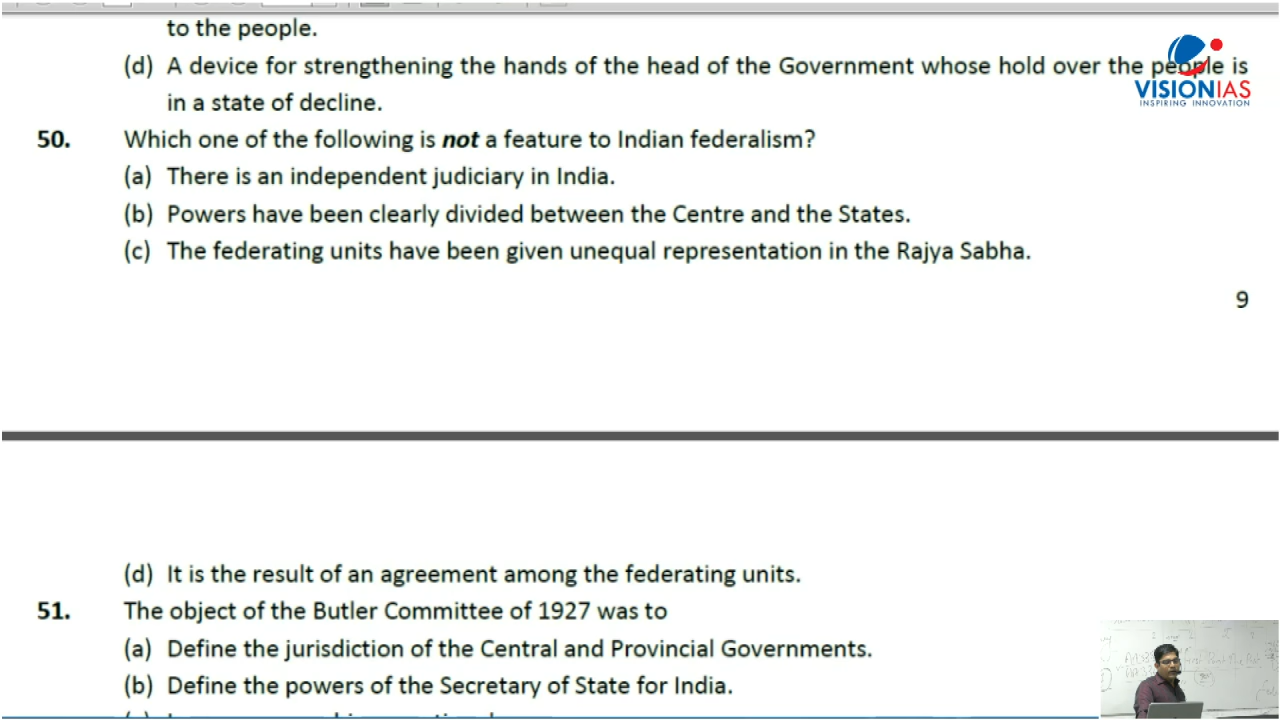 to the people.
(d) A device for strengthening the hands of the head of the Government whose hold over the people is
in a state of decline.
VISIONIAS
INSPIRING INNOVATION
50. Which one of the following is not a feature to Indian federalism?
(a) There is an independent judiciary in India.
(b) Powers have been clearly divided between the Centre and the States.
(c) The federating units have been given unequal representation in the Rajya Sabha.
9
(d) It is the result of an agreement among the federating units.
51. The object of the Butler Committee of 1927 was to
(a) Define the jurisdiction of the Central and Provincial Governments.
(b) Define the powers of the Secretary of State for India.